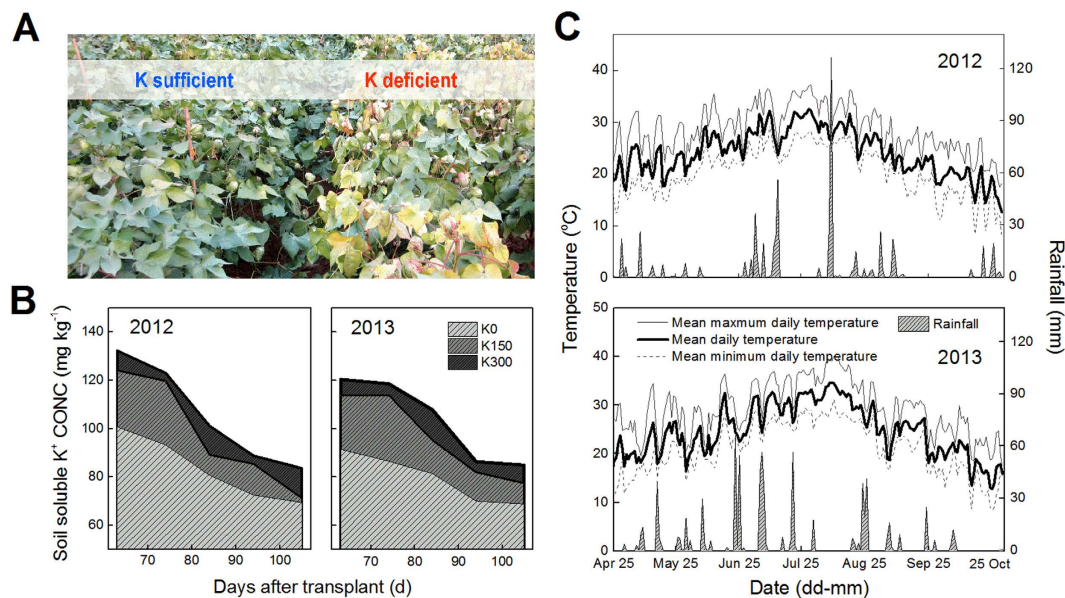 A
K sufficient
K deficient
B
Soil soluble K⁺ CONC (mg kg⁻¹)
140
120
100
80
60
2012
2013
K0
K150
K300
70 80 90 100
70 80 90 100
Days after transplant (d)
C
Temperature (ºC)
Rainfall (mm)
2012
40
30
20
10
0
120
90
60
30
0
2013
50
40
30
20
10
0
Mean maxmum daily temperature
Mean daily temperature
Mean minimum daily temperature
Rainfall
120
90
60
30
0
Apr 25 May 25 Jun 25 Jul 25 Aug 25 Sep 25 25 Oct
Date (dd-mm)